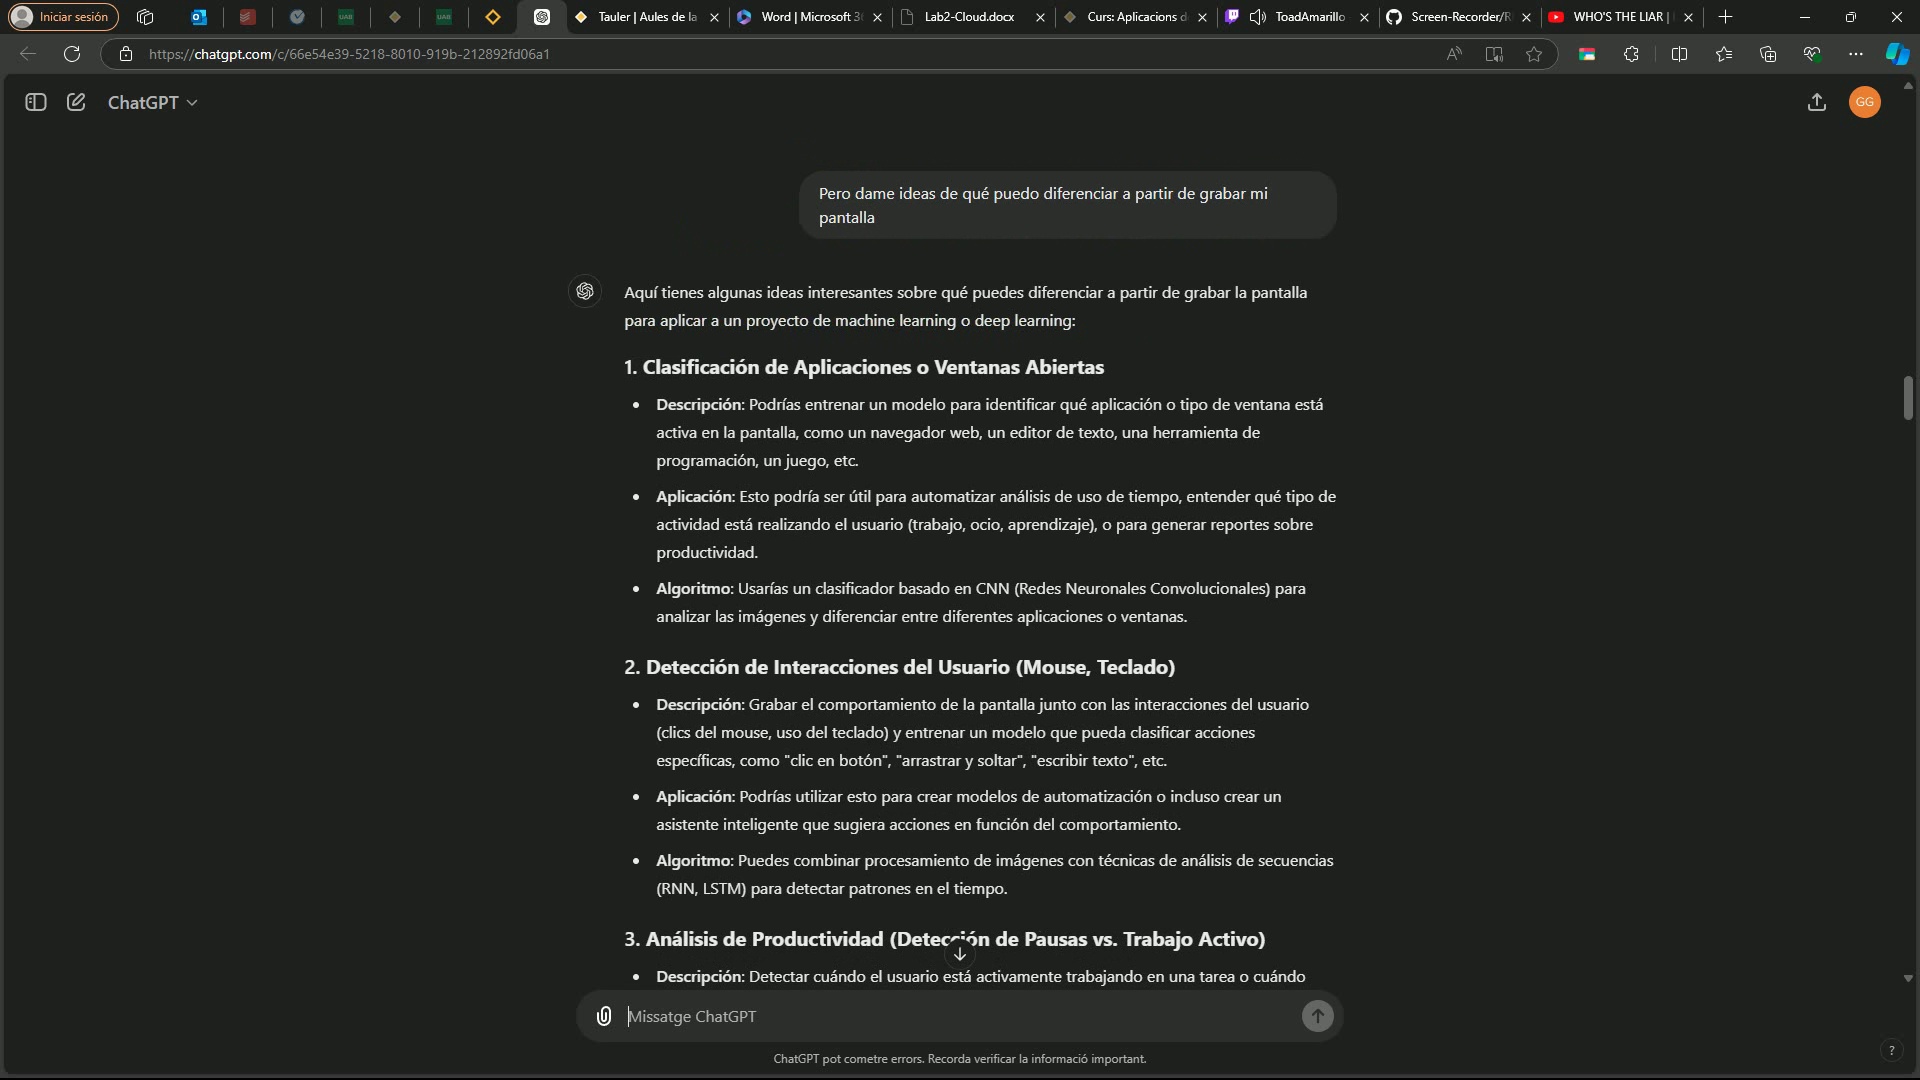 Iniciar sesión
UAB
UAB
Tauler | Aules de la
Word | Microsoft 36
Lab2-Cloud.docx
Curs: Aplicacions d
ToadAmarillo
Screen-Recorder/R
WHO'S THE LIAR |
https://chatgpt.com/c/66e54e39-5218-8010-919b-212892fd06a1
ChatGPT
GG
Pero dame ideas de qué puedo diferenciar a partir de grabar mi
pantalla
Aquí tienes algunas ideas interesantes sobre qué puedes diferenciar a partir de grabar la pantalla
para aplicar a un proyecto de machine learning o deep learning:
1. Clasificación de Aplicaciones o Ventanas Abiertas
• Descripción: Podrías entrenar un modelo para identificar qué aplicación o tipo de ventana está
activa en la pantalla, como un navegador web, un editor de texto, una herramienta de
programación, un juego, etc.
• Aplicación: Esto podría ser útil para automatizar análisis de uso de tiempo, entender qué tipo de
actividad está realizando el usuario (trabajo, ocio, aprendizaje), o para generar reportes sobre
productividad.
• Algoritmo: Usarías un clasificador basado en CNN (Redes Neuronales Convolucionales) para
analizar las imágenes y diferenciar entre diferentes aplicaciones o ventanas.
2. Detección de Interacciones del Usuario (Mouse, Teclado)
• Descripción: Grabar el comportamiento de la pantalla junto con las interacciones del usuario
(clics del mouse, uso del teclado) y entrenar un modelo que pueda clasificar acciones
específicas, como "clic en botón", "arrastrar y soltar", "escribir texto", etc.
• Aplicación: Podrías utilizar esto para crear modelos de automatización o incluso crear un
asistente inteligente que sugiera acciones en función del comportamiento.
• Algoritmo: Puedes combinar procesamiento de imágenes con técnicas de análisis de secuencias
(RNN, LSTM) para detectar patrones en el tiempo.
3. Análisis de Productividad (Detección de Pausas vs. Trabajo Activo)
• Descripción: Detectar cuándo el usuario está activamente trabajando en una tarea o cuándo
Missatge ChatGPT
ChatGPT pot cometre errors. Recorda verificar la informació important.
?